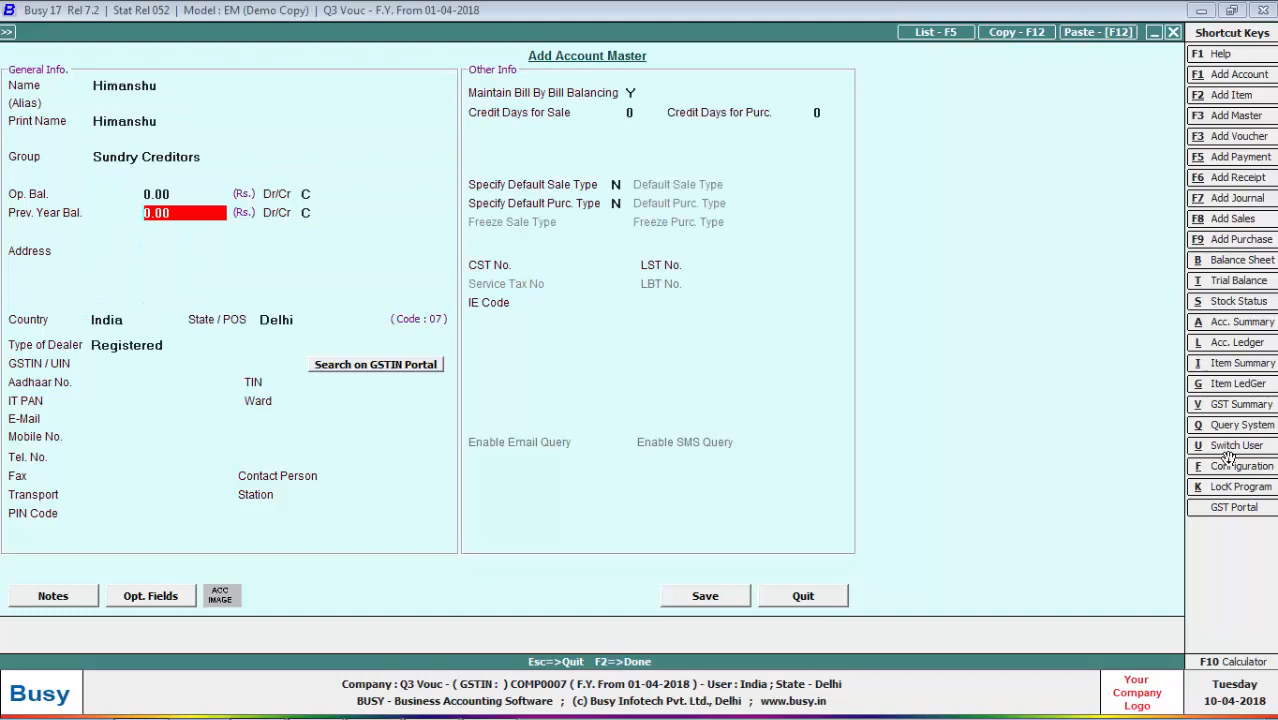 Busy 17 Rel 7.2 | Stat Rel 052 | Model : EM (Demo Copy) | Q3 Vouc - F.Y. From 01-04-2018 |
>> List - F5 Copy - F12 Paste - [F12] Shortcut Keys
Add Account Master
General Info.
Name Himanshu
(Alias)
Print Name Himanshu
Group Sundry Creditors
Op. Bal. 0.00 (Rs.) Dr/Cr C
Prev. Year Bal. 0.00 (Rs.) Dr/Cr C
Address
Country India State / POS Delhi ( Code : 07 )
Type of Dealer Registered
GSTIN / UIN Search on GSTIN Portal
Aadhaar No. TIN
IT PAN Ward
E-Mail
Mobile No.
Tel. No.
Fax Contact Person
Transport Station
PIN Code
Other Info
Maintain Bill By Bill Balancing Y
Credit Days for Sale 0 Credit Days for Purc. 0
Specify Default Sale Type N Default Sale Type
Specify Default Purc. Type N Default Purc. Type
Freeze Sale Type Freeze Purc. Type
CST No. LST No.
Service Tax No LBT No.
IE Code
Enable Email Query Enable SMS Query
Notes Opt. Fields ACC IMAGE Save Quit
F1 Help
F1 Add Account
F2 Add Item
F3 Add Master
F3 Add Voucher
F5 Add Payment
F6 Add Receipt
F7 Add Journal
F8 Add Sales
F9 Add Purchase
B Balance Sheet
T Trial Balance
S Stock Status
A Acc. Summary
L Acc. Ledger
I Item Summary
G Item LedGer
V GST Summary
Q Query System
U Switch User
F Configuration
K LocK Program
GST Portal
Esc=>Quit F2=>Done F10 Calculator
Busy
Company : Q3 Vouc - ( GSTIN : ) COMP0007 ( F.Y. From 01-04-2018 ) - User : India ; State - Delhi
BUSY - Business Accounting Software ; (c) Busy Infotech Pvt. Ltd., Delhi ; www.busy.in
Your
Company
Logo
Tuesday
10-04-2018